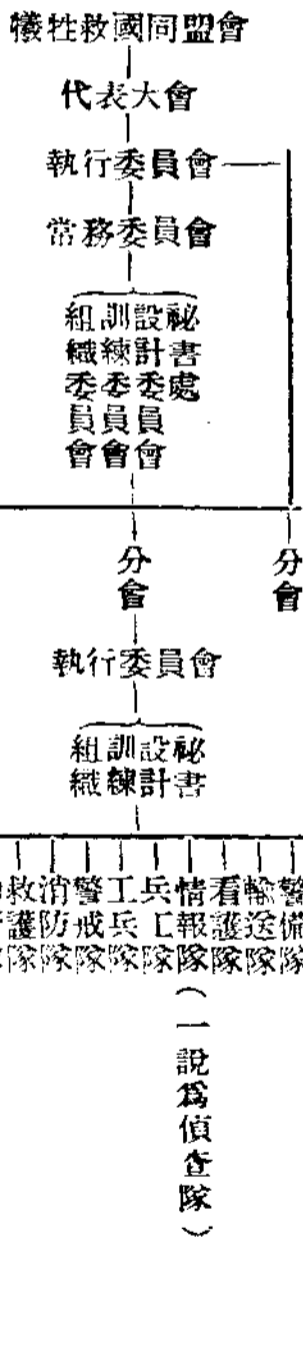 犧牲救國同盟會
代表大會
執行委員會
常務委員會
祕書處
設計委員會
訓練委員會
組織委員會
分會
分會
執行委員會
祕書
設計
訓練
組織
警備隊
輸送隊
看護隊
情報隊（一說爲偵查隊）
兵工隊
工兵隊
警戒隊
消防隊
救護隊